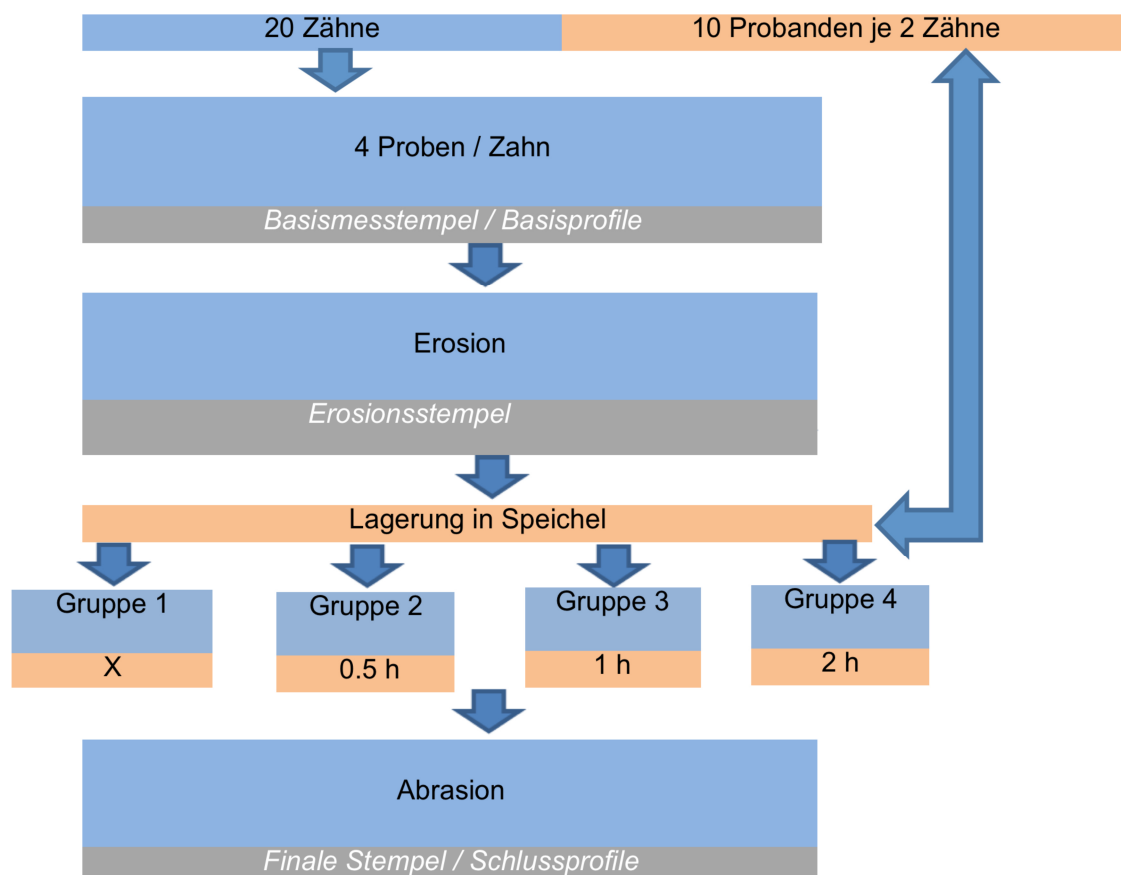 20 Zähne
10 Probanden je 2 Zähne
4 Proben / Zahn
Basismesstempel / Basisprofile
Erosion
Erosionsstempel
Lagerung in Speichel
Gruppe 1
X
Gruppe 2
0.5 h
Gruppe 3
1 h
Gruppe 4
2 h
Abrasion
Finale Stempel / Schlussprofile